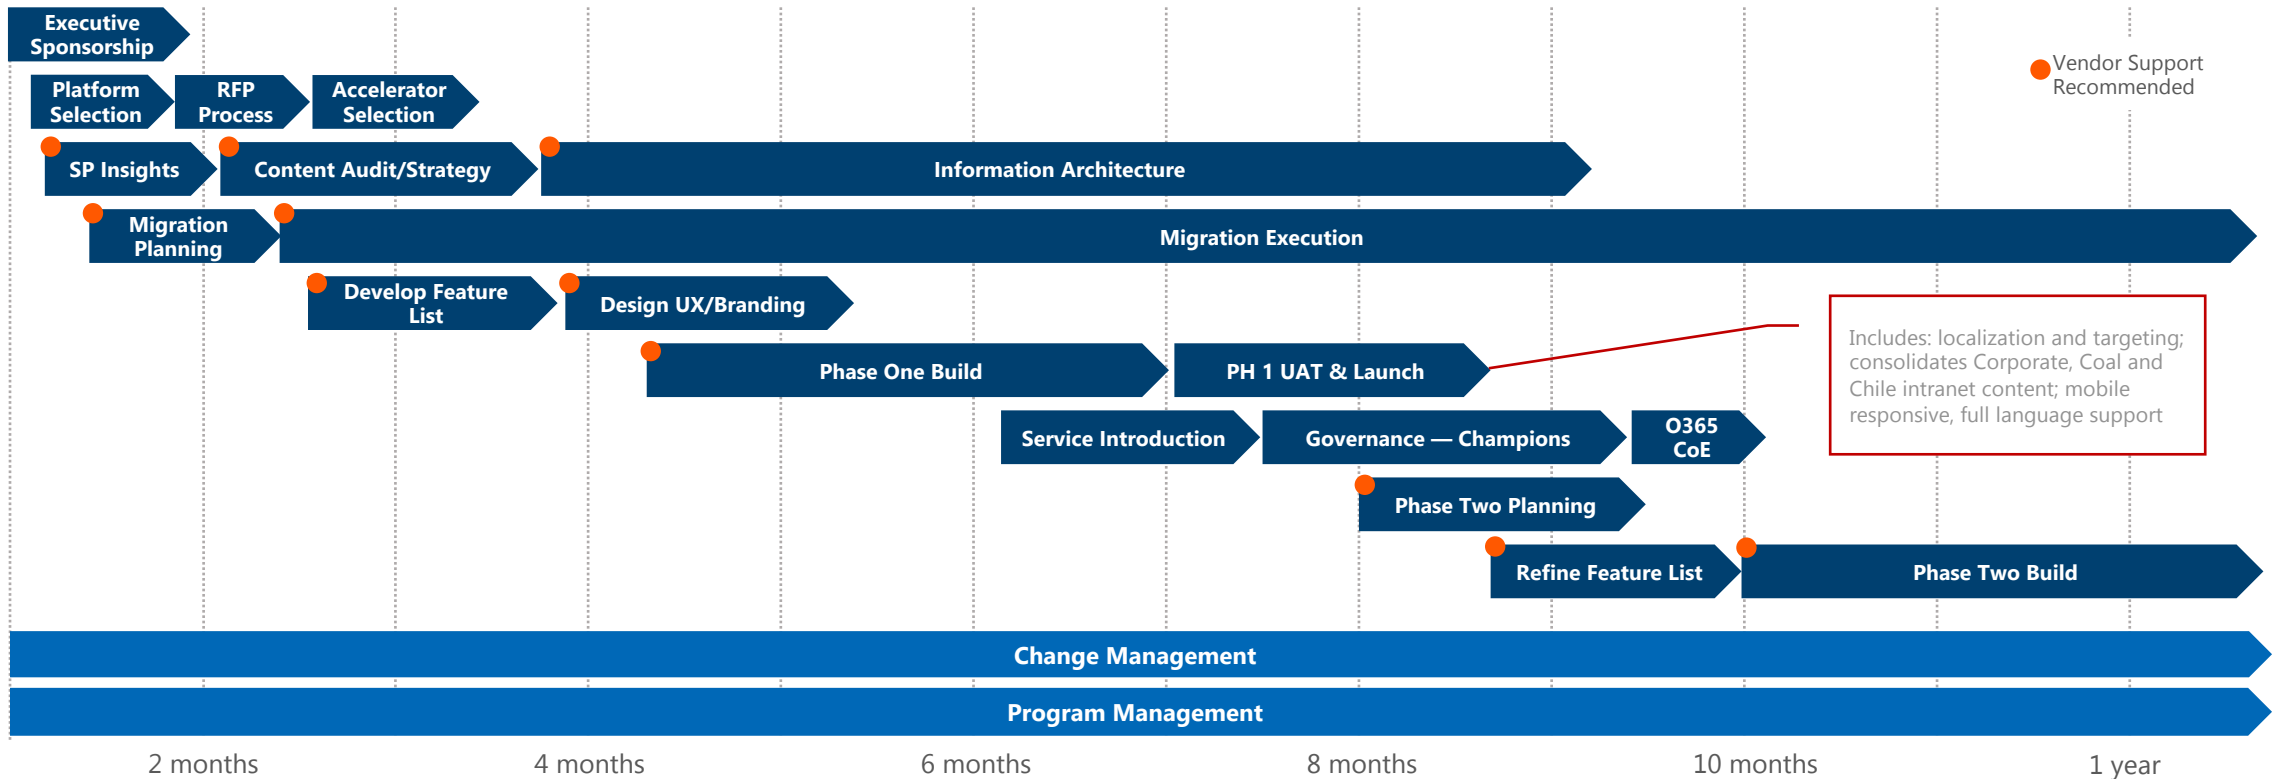 Executive
Sponsorship
Vendor Support
Recommended
Platform
Selection
RFP
Process
Accelerator
Selection
SP Insights
Content Audit/Strategy
Information Architecture
Migration
Planning
Migration Execution
Develop Feature
List
Design UX/Branding
Includes: localization and targeting;
consolidates Corporate, Coal and
Chile intranet content; mobile
responsive, full language support
Phase One Build
PH 1 UAT & Launch
Service Introduction
Governance — Champions
O365
CoE
Phase Two Planning
Refine Feature List
Phase Two Build
Change Management
Program Management
2 months
4 months
6 months
8 months
10 months
1 year